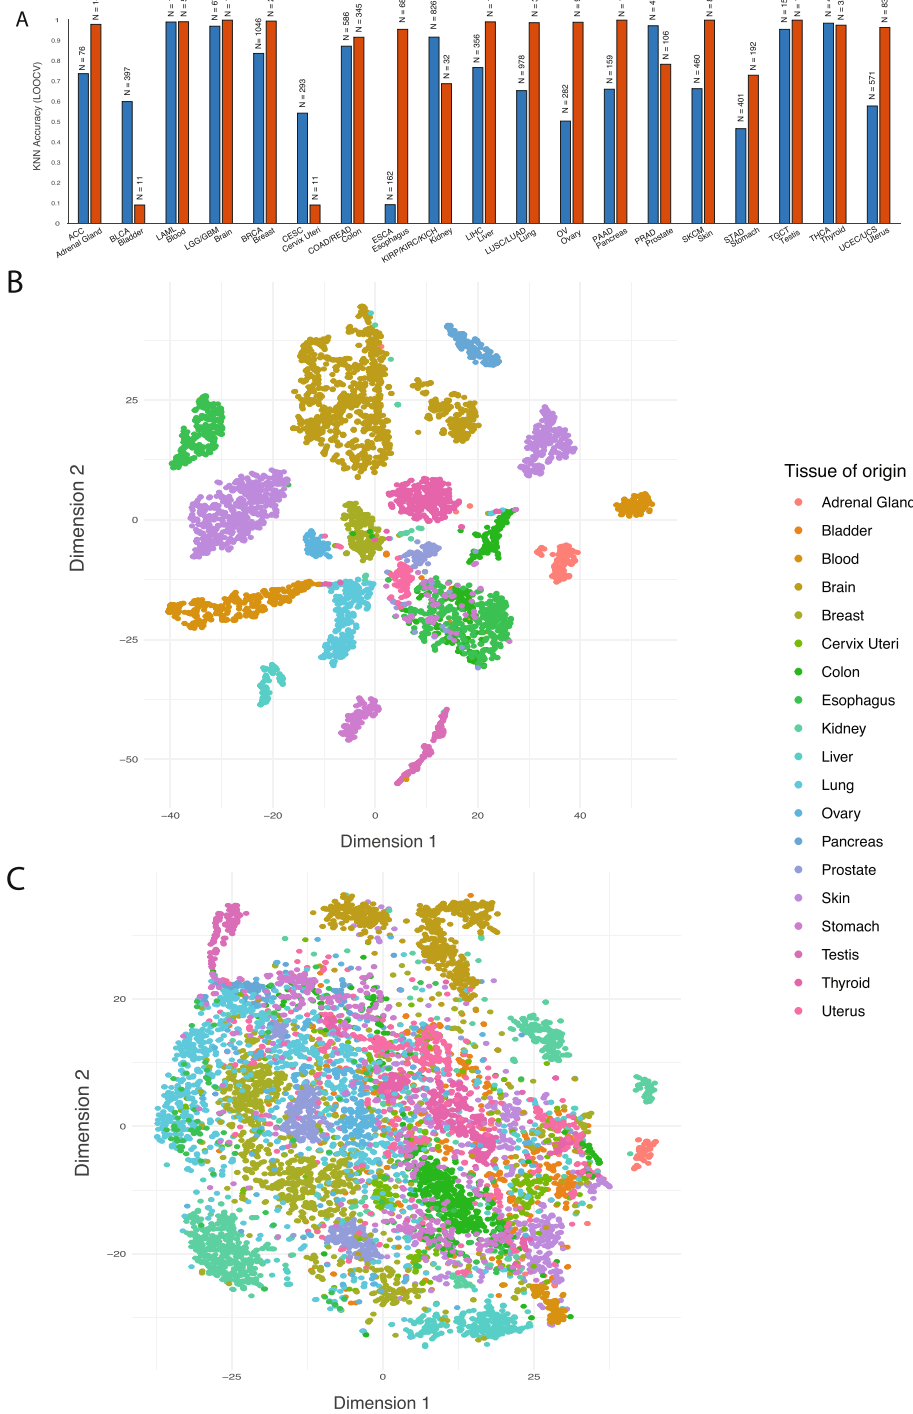 A
KNN Accuracy (LOOCV)
1
0.9
0.8
0.7
0.6
0.5
0.4
0.3
0.2
0.1
0
N = 76
N = 397
N = 11
N = 1046
N = 293
N = 11
N = 586
N = 345
N = 162
N = 826
N = 32
N = 356
N = 978
N = 282
N = 159
N = 106
N = 460
N = 401
N = 192
N = 571
ACC
Adrenal Gland
BLCA
Bladder
LAML
Blood
LGG/GBM
Brain
BRCA
Breast
CESC
Cervix Uteri
COAD/READ
Colon
ESCA
Esophagus
KIRP/KIRC/KICH
Kidney
LIHC
Liver
LUSC/LUAD
Lung
OV
Ovary
PAAD
Pancreas
PRAD
Prostate
SKCM
Skin
STAD
Stomach
TGCT
Testis
THCA
Thyroid
UCEC/UCS
Uterus
B
Dimension 2
25
0
−25
−50
−40
−20
0
20
40
Dimension 1
Tissue of origin
Adrenal Gland
Bladder
Blood
Brain
Breast
Cervix Uteri
Colon
Esophagus
Kidney
Liver
Lung
Ovary
Pancreas
Prostate
Skin
Stomach
Testis
Thyroid
Uterus
C
Dimension 2
20
0
−20
−25
0
25
Dimension 1